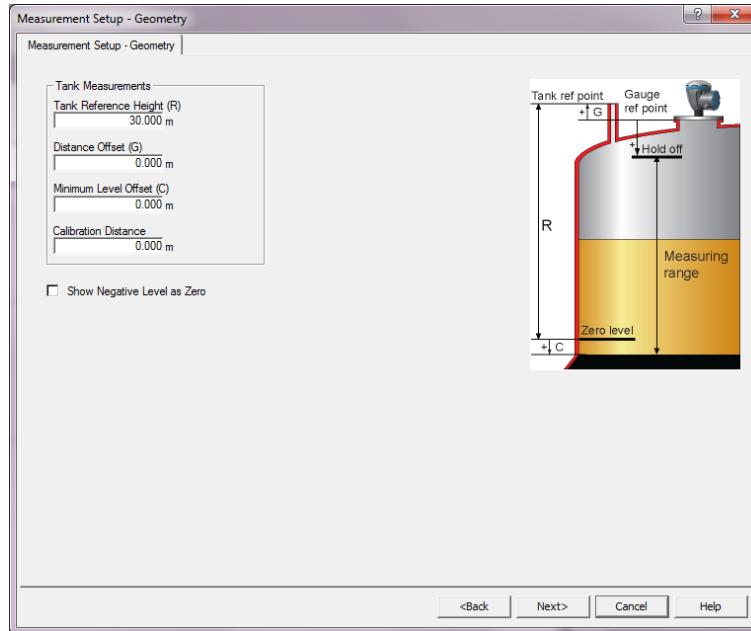 Measurement Setup - Geometry
?
X
Measurement Setup - Geometry
Tank Measurements
Tank Reference Height (R)
30.000 m
Distance Offset (G)
0.000 m
Minimum Level Offset (C)
0.000 m
Calibration Distance
0.000 m
Show Negative Level as Zero
Tank ref point
Gauge
ref point
+ G
+
Hold off
R
Measuring
range
Zero level
+ C
<Back
Next>
Cancel
Help